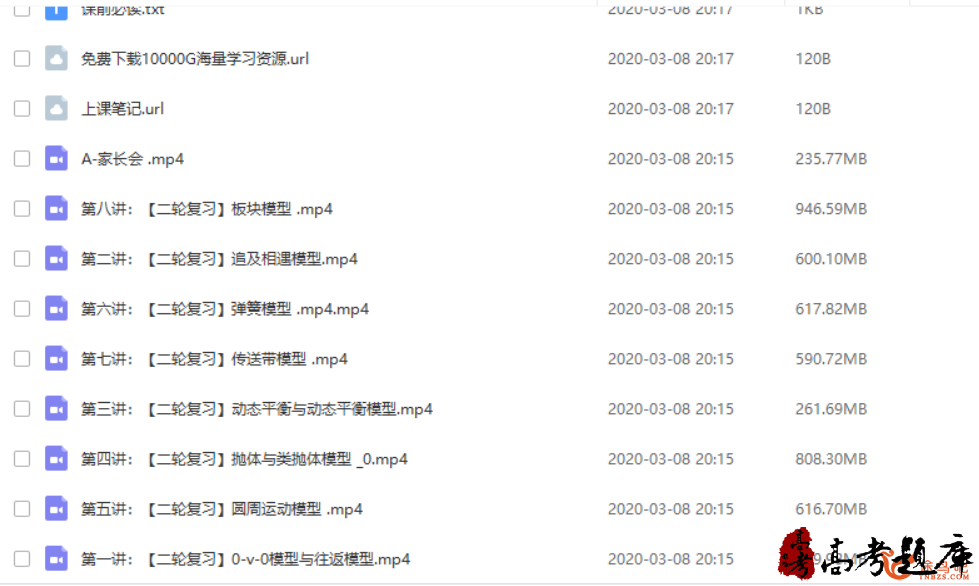 课前必读.txt 2020-03-08 20:17 1KB
免费下载10000G海量学习资源.url 2020-03-08 20:17 120B
上课笔记.url 2020-03-08 20:17 120B
A-家长会 .mp4 2020-03-08 20:15 235.77MB
第八讲：【二轮复习】板块模型 .mp4 2020-03-08 20:15 946.59MB
第二讲：【二轮复习】追及相遇模型.mp4 2020-03-08 20:15 600.10MB
第六讲：【二轮复习】弹簧模型 .mp4.mp4 2020-03-08 20:15 617.82MB
第七讲：【二轮复习】传送带模型 .mp4 2020-03-08 20:15 590.72MB
第三讲：【二轮复习】动态平衡与动态平衡模型.mp4 2020-03-08 20:15 261.69MB
第四讲：【二轮复习】抛体与类抛体模型 _0.mp4 2020-03-08 20:15 808.30MB
第五讲：【二轮复习】圆周运动模型 .mp4 2020-03-08 20:15 616.70MB
第一讲：【二轮复习】0-v-0模型与往返模型.mp4 2020-03-08 20:15
高考 高考题库
TNBZS.COM